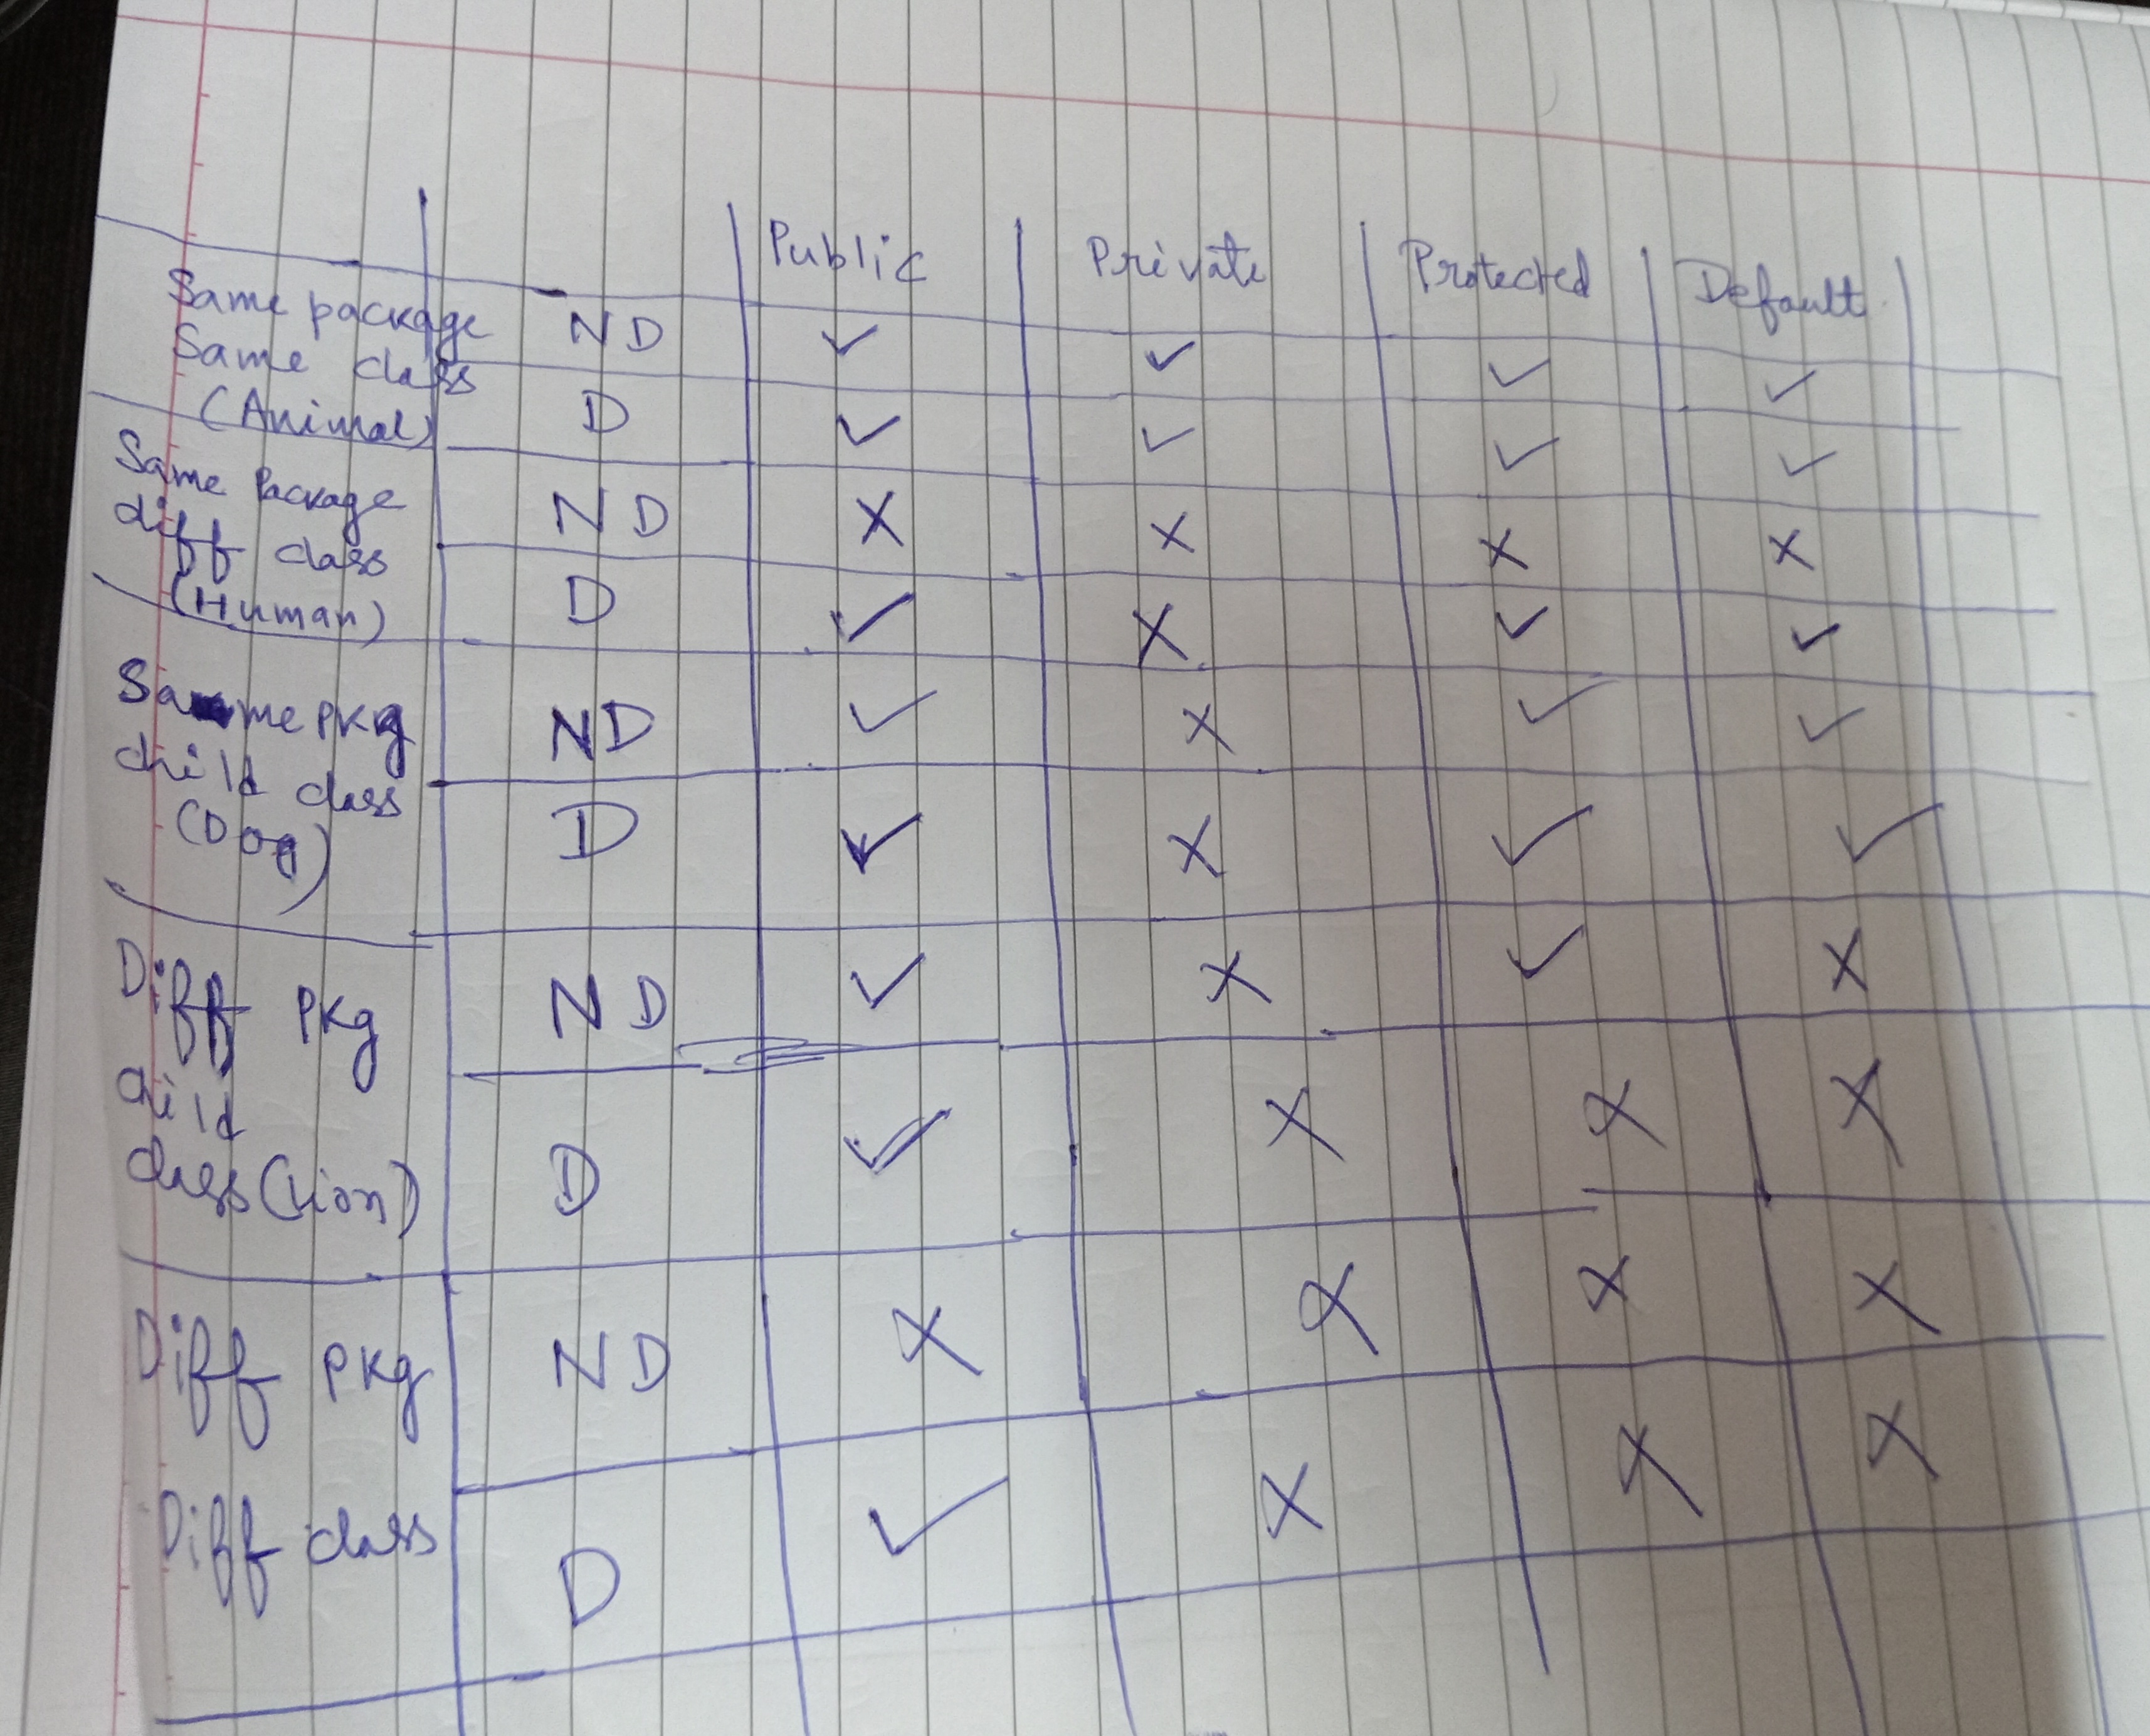 Public Private Protected Default
Same package ND ✓ ✓ ✓ ✓
Same class
(Animal) D ✓ ✓ ✓ ✓
Same Package ND X X X X
diff class
(Human) D ✓ X ✓ ✓
Same pkg ND ✓ X ✓ ✓
child class
(Dog) D ✓ X ✓ ✓
Diff pkg ND ✓ X ✓ X
child
class (Lion) D ✓ X X X
Diff pkg ND X X X X
Diff class D ✓ X X X